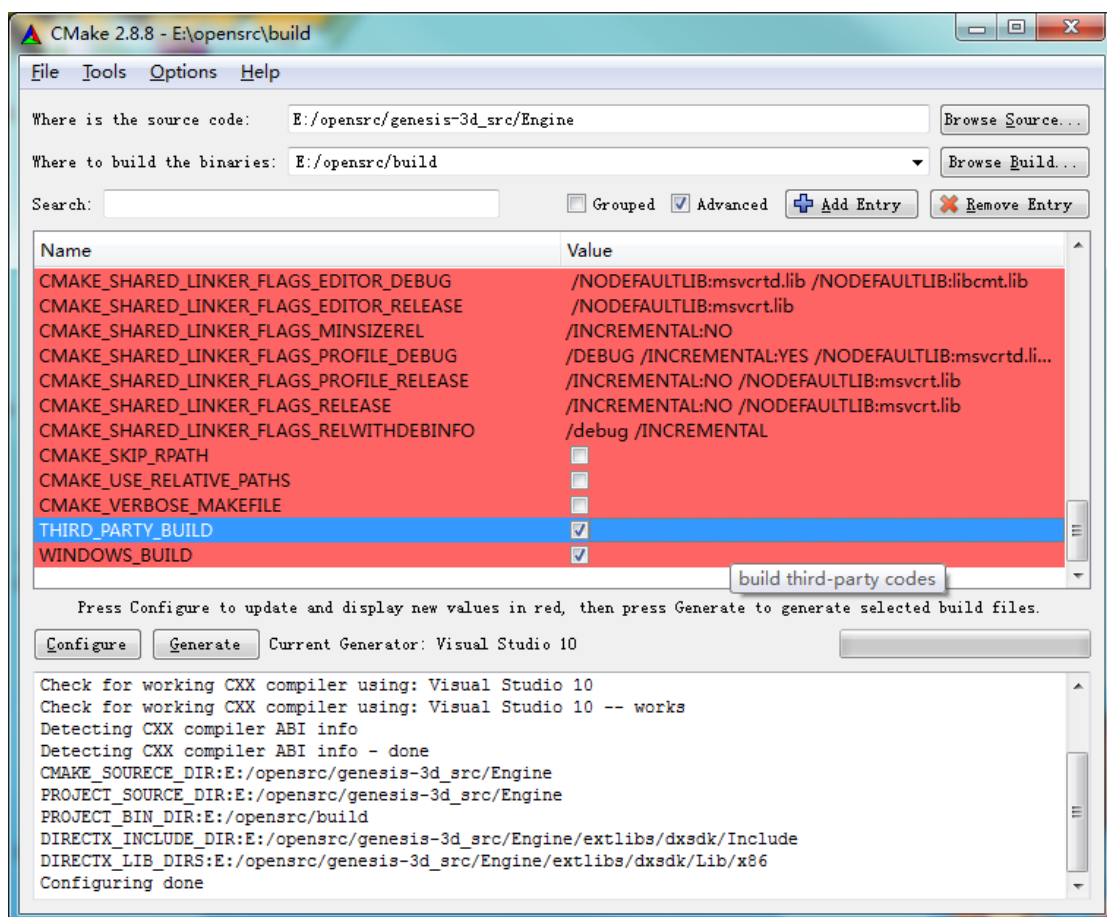 CMake 2.8.8 - E:\opensrc\build
File Tools Options Help
Where is the source code: E:/opensrc/genesis-3d_src/Engine Browse Source...
Where to build the binaries: E:/opensrc/build Browse Build...
Search: Grouped Advanced Add Entry Remove Entry
Name Value
CMAKE_SHARED_LINKER_FLAGS_EDITOR_DEBUG /NODEFAULTLIB:msvcrtd.lib /NODEFAULTLIB:libcmt.lib
CMAKE_SHARED_LINKER_FLAGS_EDITOR_RELEASE /NODEFAULTLIB:msvcrt.lib
CMAKE_SHARED_LINKER_FLAGS_MINSIZEREL /INCREMENTAL:NO
CMAKE_SHARED_LINKER_FLAGS_PROFILE_DEBUG /DEBUG /INCREMENTAL:YES /NODEFAULTLIB:msvcrtd.li...
CMAKE_SHARED_LINKER_FLAGS_PROFILE_RELEASE /INCREMENTAL:NO /NODEFAULTLIB:msvcrt.lib
CMAKE_SHARED_LINKER_FLAGS_RELEASE /INCREMENTAL:NO /NODEFAULTLIB:msvcrt.lib
CMAKE_SHARED_LINKER_FLAGS_RELWITHDEBINFO /debug /INCREMENTAL
CMAKE_SKIP_RPATH
CMAKE_USE_RELATIVE_PATHS
CMAKE_VERBOSE_MAKEFILE
THIRD_PARTY_BUILD
WINDOWS_BUILD
build third-party codes
Press Configure to update and display new values in red, then press Generate to generate selected build files.
Configure Generate Current Generator: Visual Studio 10
Check for working CXX compiler using: Visual Studio 10
Check for working CXX compiler using: Visual Studio 10 -- works
Detecting CXX compiler ABI info
Detecting CXX compiler ABI info - done
CMAKE_SOURECE_DIR:E:/opensrc/genesis-3d_src/Engine
PROJECT_SOURCE_DIR:E:/opensrc/genesis-3d_src/Engine
PROJECT_BIN_DIR:E:/opensrc/build
DIRECTX_INCLUDE_DIR:E:/opensrc/genesis-3d_src/Engine/extlibs/dxsdk/Include
DIRECTX_LIB_DIRS:E:/opensrc/genesis-3d_src/Engine/extlibs/dxsdk/Lib/x86
Configuring done